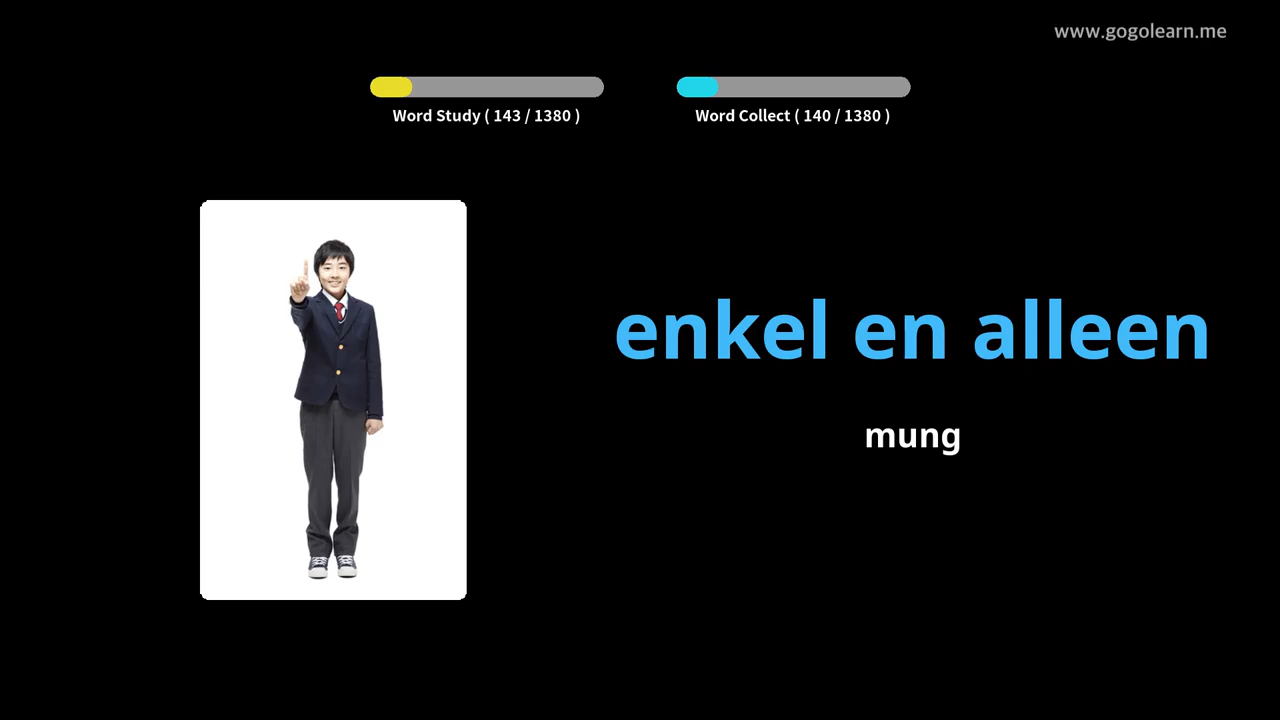 www.gogolearn.me
Word Study ( 143 / 1380 )
Word Collect ( 140 / 1380 )
enkel en alleen
mung